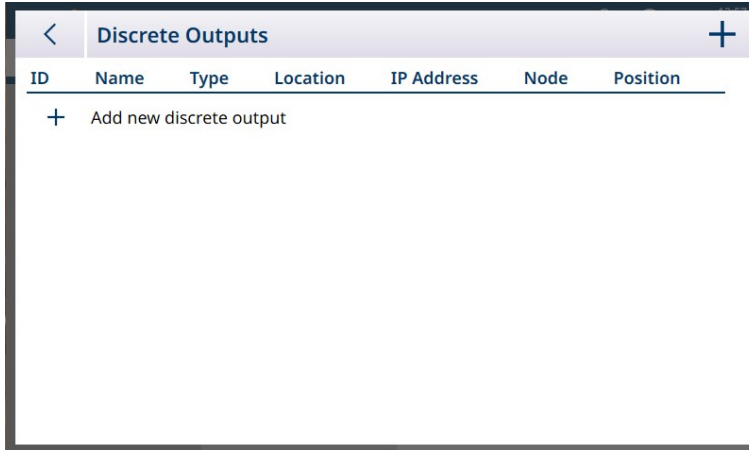 Discrete Outputs
ID Name Type Location IP Address Node Position
Add new discrete output